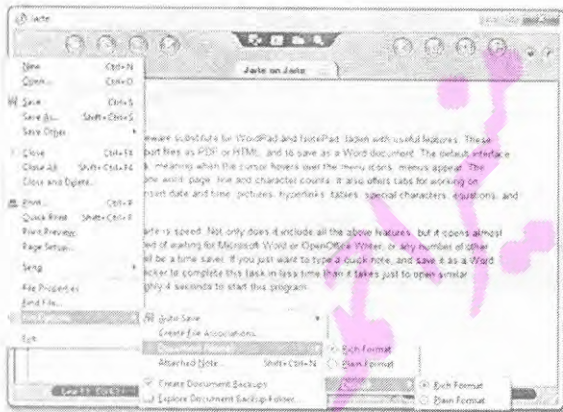 Jarte
Jarte on Jarte
New Ctrl+N
Open... Ctrl+O
Save Ctrl+S
Save As... Shift+Ctrl+S
Save Other
Close Ctrl+F4
Close All Shift+Ctrl+F4
Close and Delete...
Print... Ctrl+P
Quick Print Shift+Ctrl+P
Print Preview
Page Setup...
Send
File Properties
Find File...
Exit
eware substitute for WordPad and NotePad, laden with useful features. These
port files as PDF or HTML, and to save as a Word document. The default interface
meaning when the cursor hovers over the menu icons, menus appear. The
ate word, page, line and character counts. It also offers tabs for working on
nsert date and time, pictures, hyperlinks, tables, special characters, equations, and
arte is speed. Not only does it include all the above features, but it opens almost
ed of waiting for Microsoft Word or OpenOffice Writer, or any number of other
ll be a time saver. If you just want to type a quick note, and save it as a Word
cker to complete this task in less time than it takes just to open similar
ghly 4 seconds to start this program.
Auto Save
Create File Associations...
Document Format
Attached Note... Shift+Ctrl+N
Create Document Backups
Explore Document Backup Folder...
Rich Format
Plain Format
Default
Rich Format
Plain Format